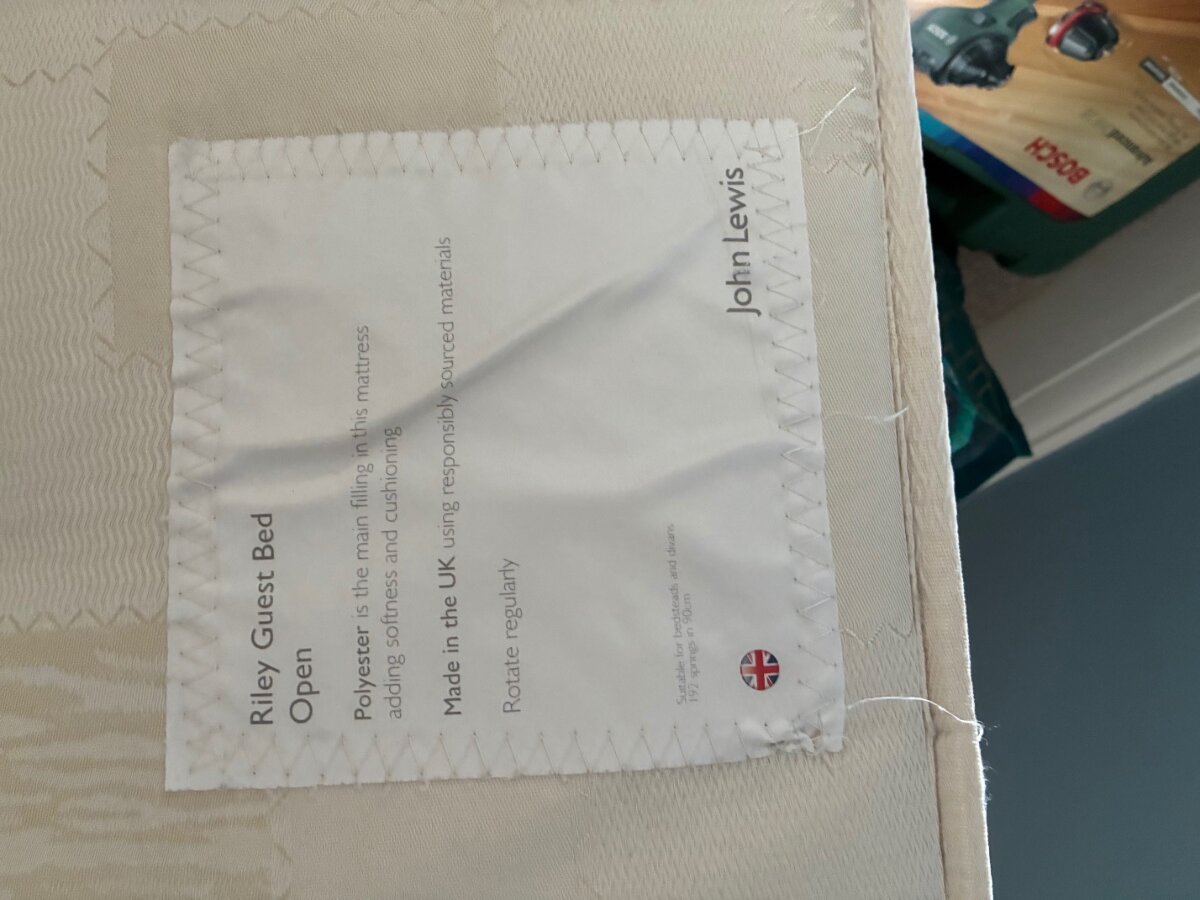 Riley Guest Bed
Open
Polyester is the main filling in this mattress
adding softness and cushioning
Made in the UK using responsibly sourced materials
Rotate regularly
Suitable for bedsteads and divans
192 springs in 90cm
John Lewis
BOSCH
Advanced
BOSCH